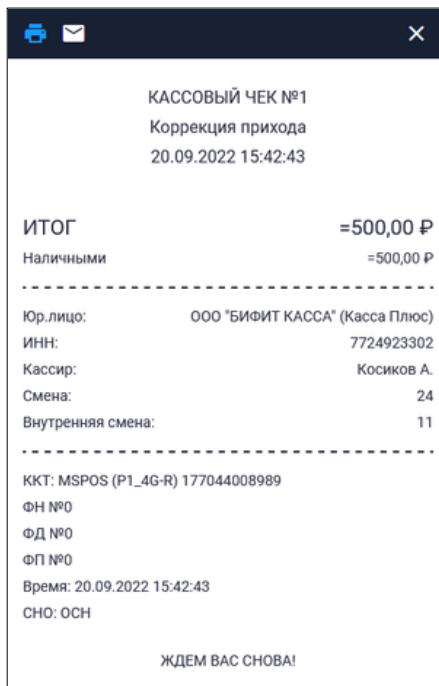 КАССОВЫЙ ЧЕК №1
Коррекция прихода
20.09.2022 15:42:43
ИТОГ =500,00 ₽
Наличными =500,00 ₽
Юр.лицо: ООО "БИФИТ КАССА" (Касса Плюс)
ИНН: 7724923302
Кассир: Косиков А.
Смена: 24
Внутренняя смена: 11
ККТ: MSPOS (P1_4G-R) 177044008989
ФН №0
ФД №0
ФП №0
Время: 20.09.2022 15:42:43
СНО: ОСН
ЖДЕМ ВАС СНОВА!